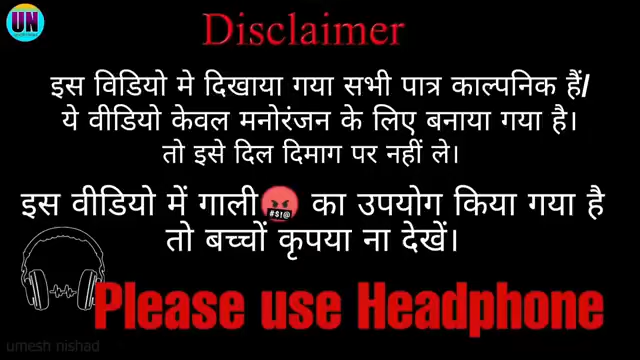 UN
Disclaimer
इस विडियो मे दिखाया गया सभी पात्र काल्पनिक हैं/
ये वीडियो केवल मनोरंजन के लिए बनाया गया है।
तो इसे दिल दिमाग पर नहीं ले।
इस वीडियो में गाली #$!@ का उपयोग किया गया है
तो बच्चों कृपया ना देखें।
Please use Headphone
umesh nishad